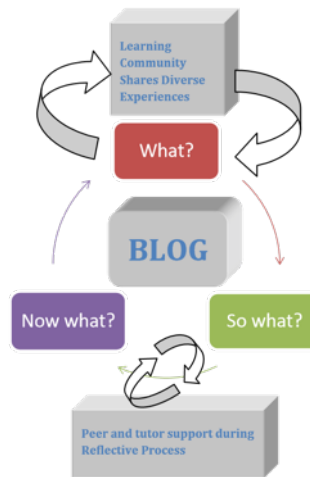 Learning
Community
Shares Diverse
Experiences
What?
BLOG
Now what?
So what?
Peer and tutor support during
Reflective Process